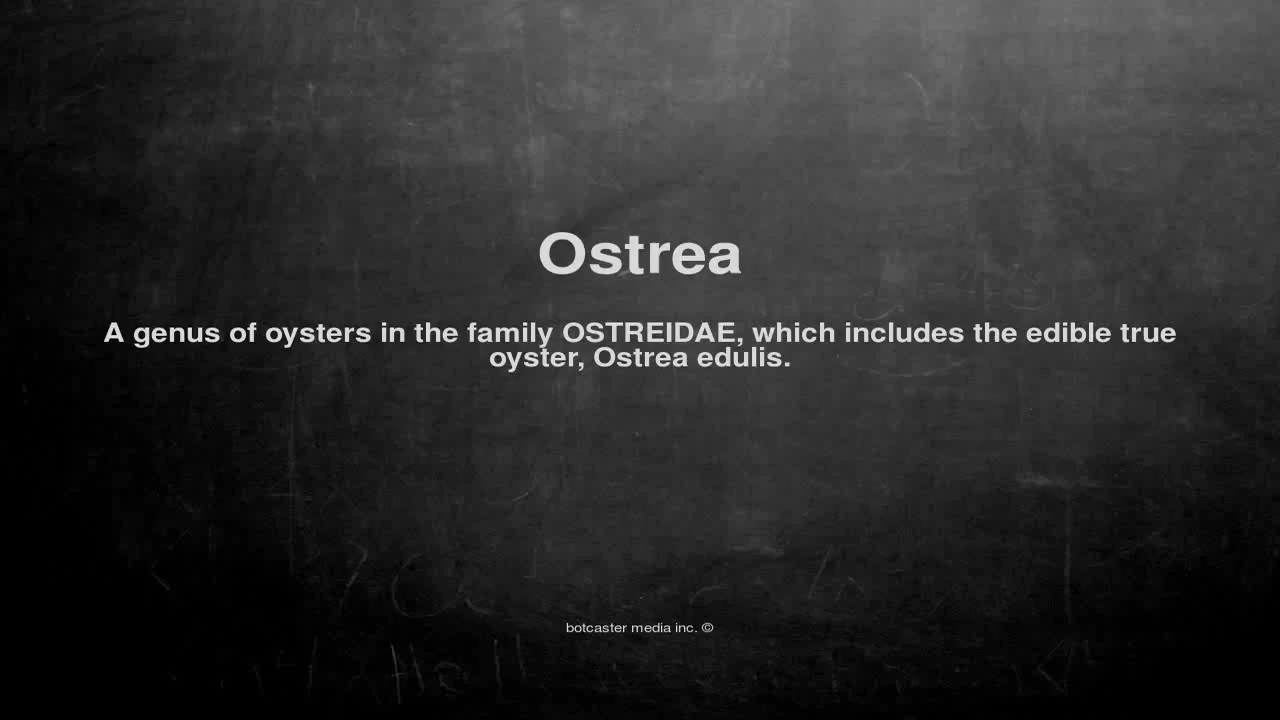 Ostrea
A genus of oysters in the family OSTREIDAE, which includes the edible true
oyster, Ostrea edulis.
botcaster media inc. ©